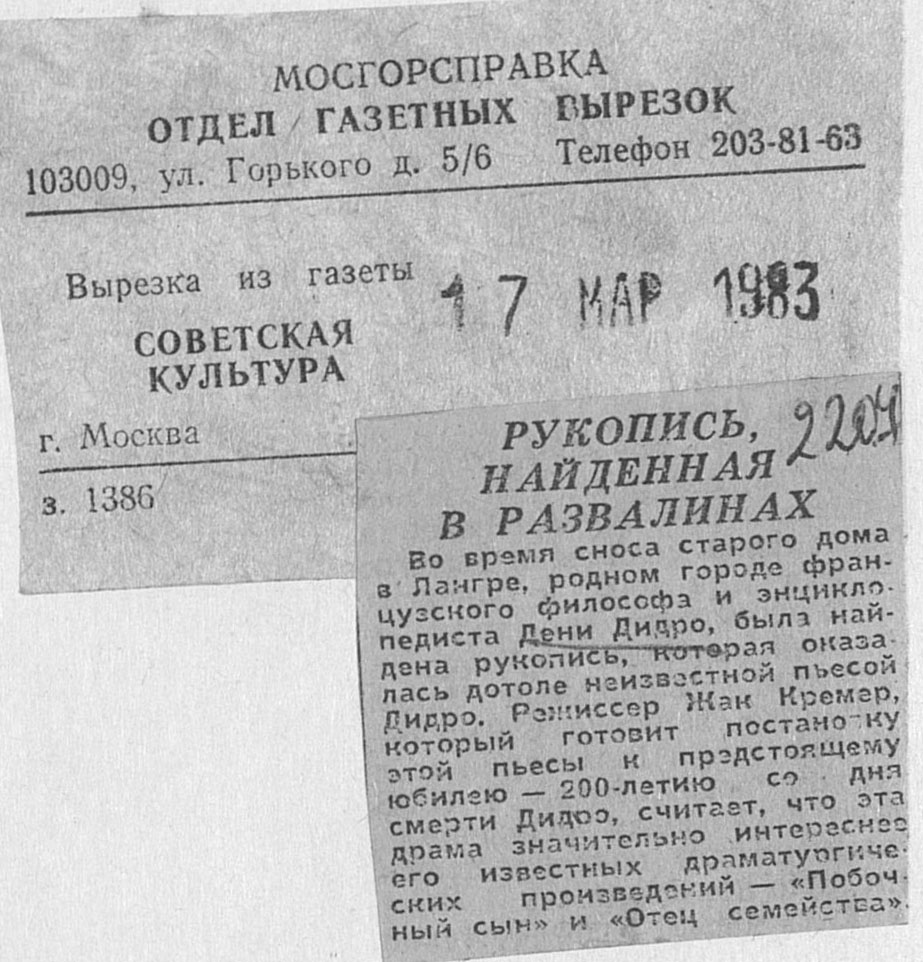 МОСГОРСПРАВКА
ОТДЕЛ ГАЗЕТНЫХ ВЫРЕЗОК
103009, ул. Горького д. 5/6 Телефон 203-81-63
Вырезка из газеты
СОВЕТСКАЯ
КУЛЬТУРА
17 МАР 1983
г. Москва
з. 1386
РУКОПИСЬ,
НАЙДЕННАЯ
В РАЗВАЛИНАХ
Во время сноса старого дома
в Лангре, родном городе фран-
цузского философа и энцикло-
педиста Дени Дидро, была най-
дена рукопись, которая оказа-
лась дотоле неизвестной пьесой
Дидро. Режиссер Жак Кремер,
который готовит постановку
этой пьесы к предстоящему
юбилею — 200-летию со дня
смерти Дидро, считает, что эта
драма значительно интереснее
его известных драматургиче-
ских произведений — «Побоч-
ный сын» и «Отец семейства».